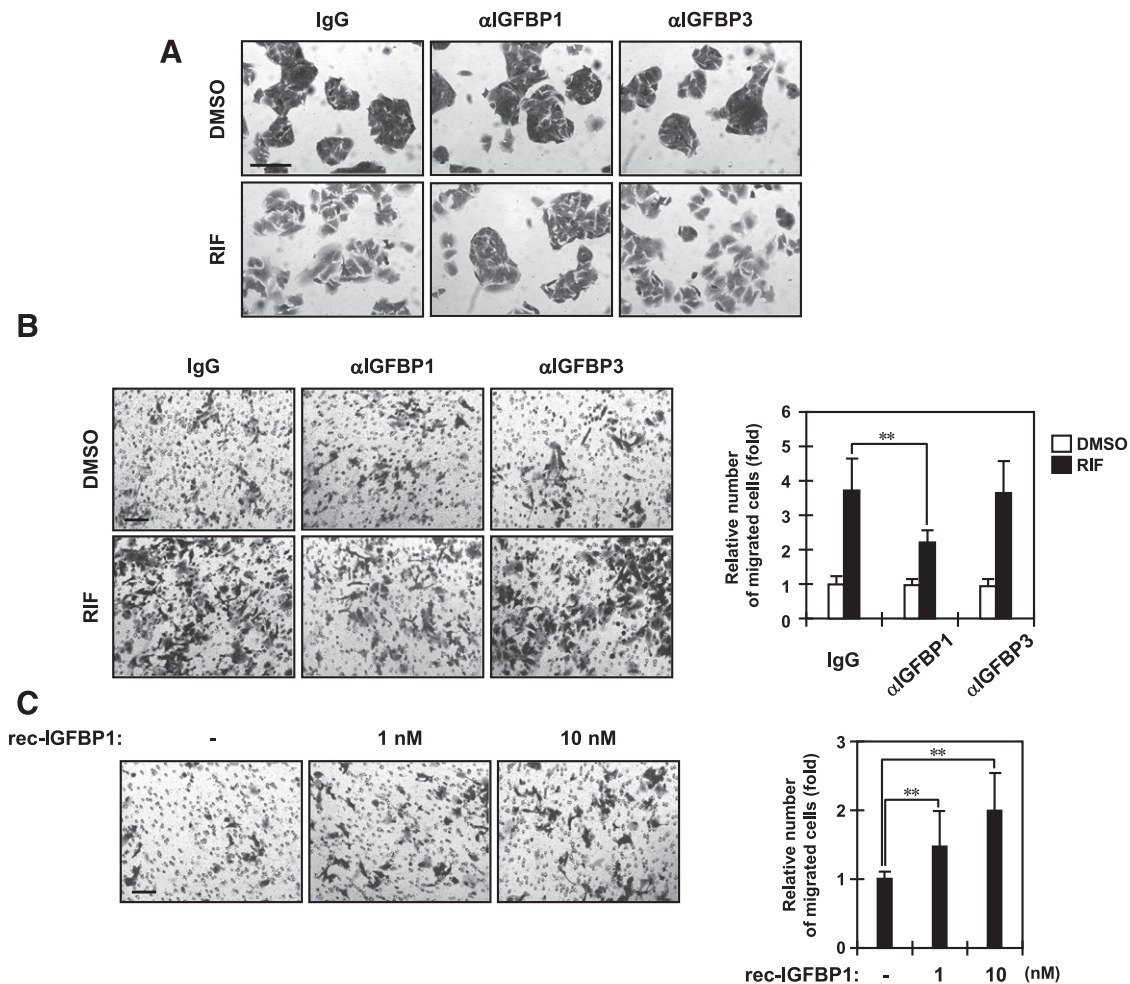 A
IgG αIGFBP1 αIGFBP3
DMSO
RIF
B
IgG αIGFBP1 αIGFBP3
DMSO
RIF
Relative number
of migrated cells (fold)
6
5
4
3
2
1
0
**
DMSO
RIF
IgG αIGFBP1 αIGFBP3
C
rec-IGFBP1: - 1 nM 10 nM
Relative number
of migrated cells (fold)
3
2
1
0
**
**
rec-IGFBP1: - 1 10 (nM)